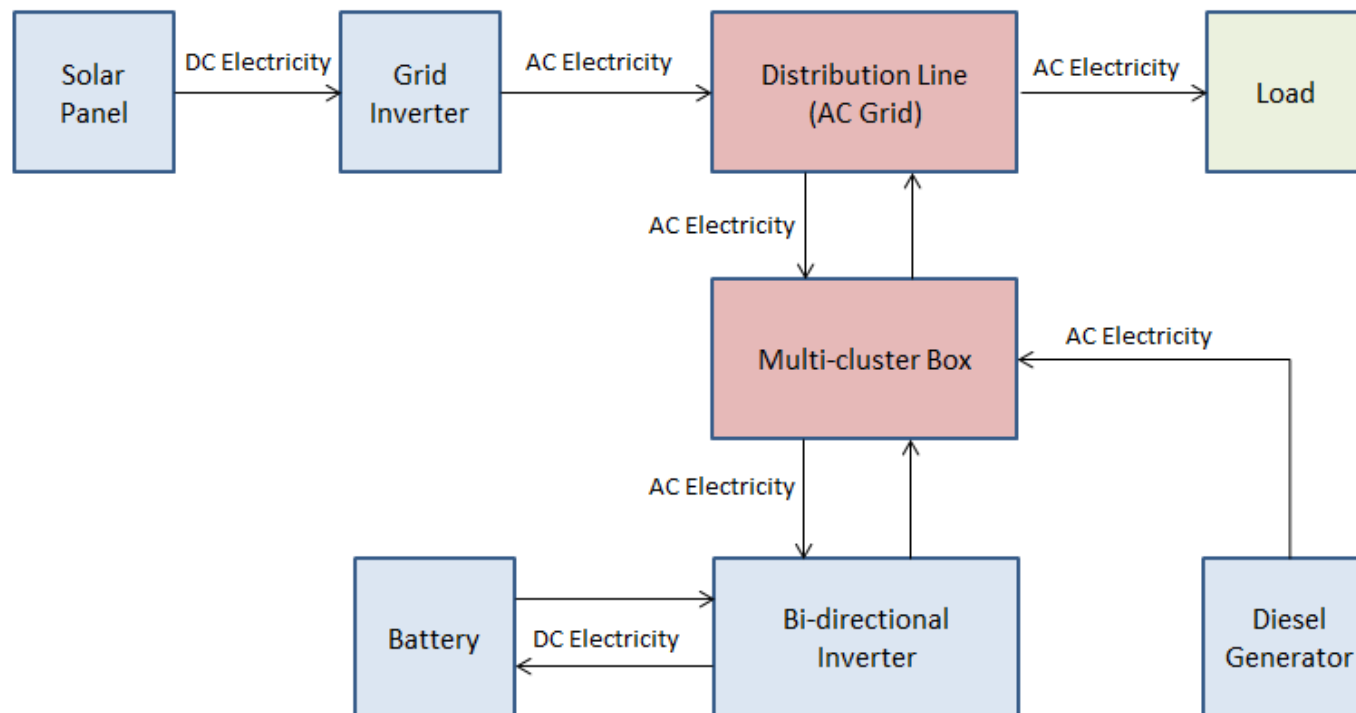 Solar
Panel
DC Electricity
Grid
Inverter
AC Electricity
Distribution Line
(AC Grid)
AC Electricity
Load
AC Electricity
Multi-cluster Box
AC Electricity
AC Electricity
Battery
DC Electricity
Bi-directional
Inverter
Diesel
Generator